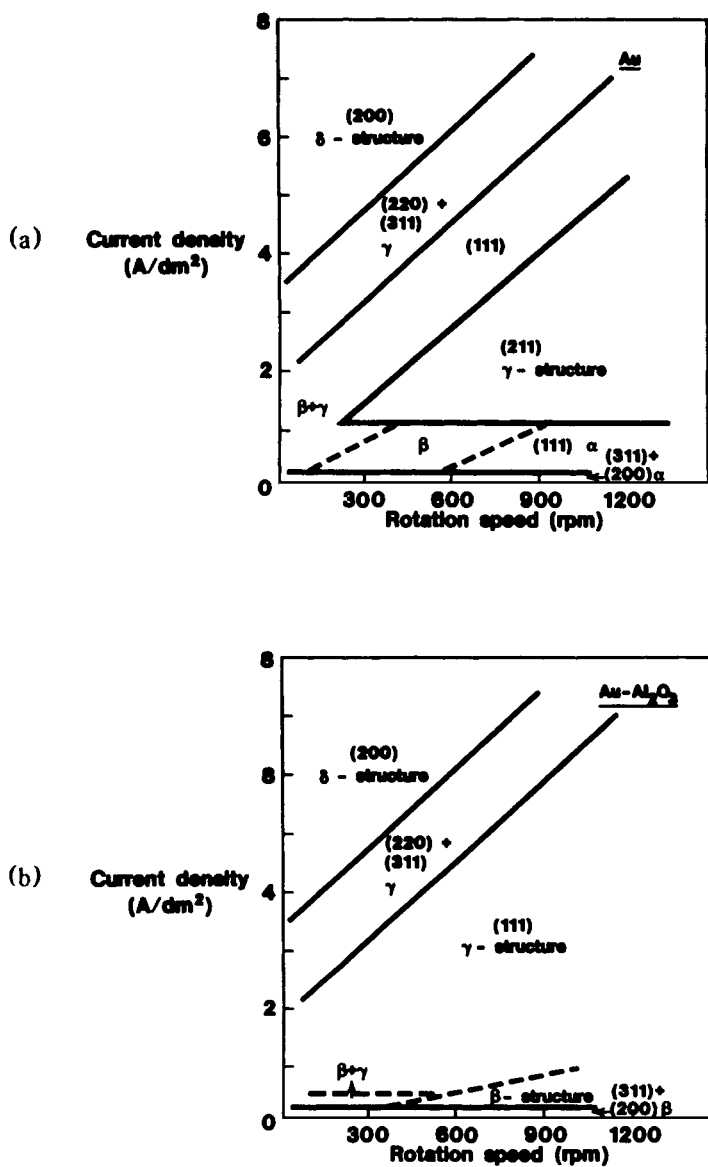 8
Au
(200)
δ - structure
6
(220) +
(311)
γ
(111)
(a)
Current density
(A/dm²)
4
(211)
γ - structure
2
β+γ
β
(111) α
(311)+
(200)α
0
300
600
900
1200
Rotation speed (rpm)
8
Au-Al₂O₃
(200)
δ - structure
8
(220) +
(311)
γ
(b)
Current density
(A/dm²)
4
(111)
γ - structure
2
β+γ
β - structure
(311)+
(200)β
0
300
600
900
1200
Rotation speed (rpm)